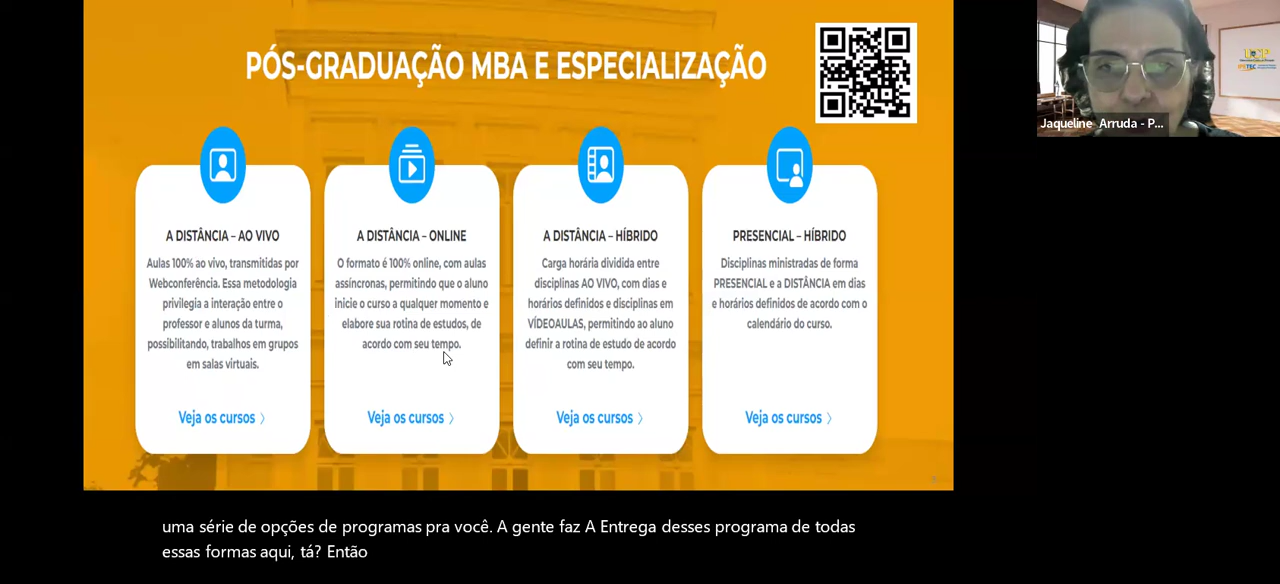 PÓS-GRADUAÇÃO MBA E ESPECIALIZAÇÃO
A DISTÂNCIA – AO VIVO
Aulas 100% ao vivo, transmitidas por
Webconferência. Essa metodologia
privilegia a interação entre o
professor e alunos da turma,
possibilitando, trabalhos em grupos
em salas virtuais.
Veja os cursos 〉
A DISTÂNCIA – ONLINE
O formato é 100% online, com aulas
assíncronas, permitindo que o aluno
inicie o curso a qualquer momento e
elabore sua rotina de estudos, de
acordo com seu tempo.
Veja os cursos 〉
A DISTÂNCIA – HÍBRIDO
Carga horária dividida entre
disciplinas AO VIVO, com dias e
horários definidos e disciplinas em
VÍDEOAULAS, permitindo ao aluno
definir a rotina de estudo de acordo
com seu tempo.
Veja os cursos 〉
PRESENCIAL – HÍBRIDO
Disciplinas ministradas de forma
PRESENCIAL e a DISTÂNCIA em dias
e horários definidos de acordo com o
calendário do curso.
Veja os cursos 〉
Jaqueline Arruda - P...
uma série de opções de programas pra você. A gente faz A Entrega desses programa de todas
essas formas aqui, tá? Então